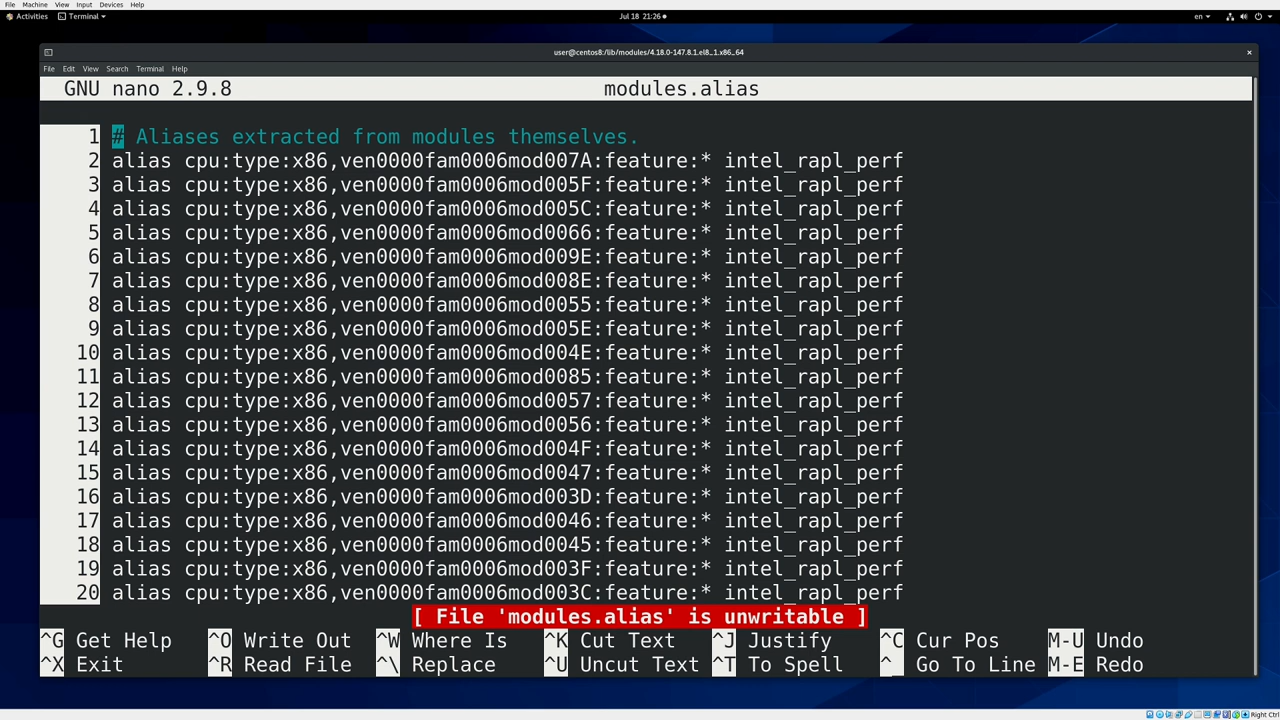 File Machine View Input Devices Help
Activities Terminal Jul 18 21:26 en
user@centos8:/lib/modules/4.18.0-147.8.1.el8_1.x86_64
File Edit View Search Terminal Help
GNU nano 2.9.8 modules.alias
1 # Aliases extracted from modules themselves.
2 alias cpu:type:x86,ven0000fam0006mod007A:feature:* intel_rapl_perf
3 alias cpu:type:x86,ven0000fam0006mod005F:feature:* intel_rapl_perf
4 alias cpu:type:x86,ven0000fam0006mod005C:feature:* intel_rapl_perf
5 alias cpu:type:x86,ven0000fam0006mod0066:feature:* intel_rapl_perf
6 alias cpu:type:x86,ven0000fam0006mod009E:feature:* intel_rapl_perf
7 alias cpu:type:x86,ven0000fam0006mod008E:feature:* intel_rapl_perf
8 alias cpu:type:x86,ven0000fam0006mod0055:feature:* intel_rapl_perf
9 alias cpu:type:x86,ven0000fam0006mod005E:feature:* intel_rapl_perf
10 alias cpu:type:x86,ven0000fam0006mod004E:feature:* intel_rapl_perf
11 alias cpu:type:x86,ven0000fam0006mod0085:feature:* intel_rapl_perf
12 alias cpu:type:x86,ven0000fam0006mod0057:feature:* intel_rapl_perf
13 alias cpu:type:x86,ven0000fam0006mod0056:feature:* intel_rapl_perf
14 alias cpu:type:x86,ven0000fam0006mod004F:feature:* intel_rapl_perf
15 alias cpu:type:x86,ven0000fam0006mod0047:feature:* intel_rapl_perf
16 alias cpu:type:x86,ven0000fam0006mod003D:feature:* intel_rapl_perf
17 alias cpu:type:x86,ven0000fam0006mod0046:feature:* intel_rapl_perf
18 alias cpu:type:x86,ven0000fam0006mod0045:feature:* intel_rapl_perf
19 alias cpu:type:x86,ven0000fam0006mod003F:feature:* intel_rapl_perf
20 alias cpu:type:x86,ven0000fam0006mod003C:feature:* intel_rapl_perf
[ File 'modules.alias' is unwritable ]
^G Get Help ^O Write Out ^W Where Is ^K Cut Text ^J Justify ^C Cur Pos M-U Undo
^X Exit ^R Read File ^\ Replace ^U Uncut Text ^T To Spell ^_ Go To Line M-E Redo
Right Ctrl